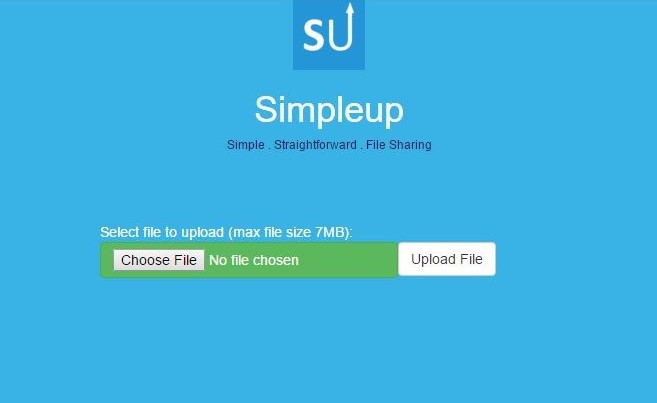 SU
Simpleup
Simple . Straightforward . File Sharing
Select file to upload (max file size 7MB):
Choose File No file chosen Upload File